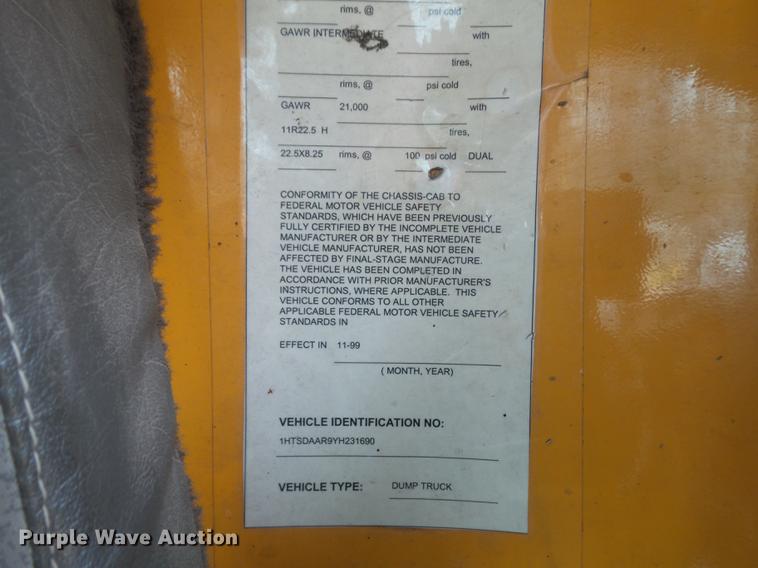 rims, @ psi cold
GAWR INTERMEDIATE with
tires,
rims, @ psi cold
GAWR 21,000 with
11R22.5 H tires,
22.5X8.25 rims, @ 100 psi cold DUAL
CONFORMITY OF THE CHASSIS-CAB TO
FEDERAL MOTOR VEHICLE SAFETY
STANDARDS, WHICH HAVE BEEN PREVIOUSLY
FULLY CERTIFIED BY THE INCOMPLETE VEHICLE
MANUFACTURER OR BY THE INTERMEDIATE
VEHICLE MANUFACTURER, HAS NOT BEEN
AFFECTED BY FINAL-STAGE MANUFACTURE.
THE VEHICLE HAS BEEN COMPLETED IN
ACCORDANCE WITH PRIOR MANUFACTURER'S
INSTRUCTIONS, WHERE APPLICABLE. THIS
VEHICLE CONFORMS TO ALL OTHER
APPLICABLE FEDERAL MOTOR VEHICLE SAFETY
STANDARDS IN
EFFECT IN 11-99
( MONTH, YEAR)
VEHICLE IDENTIFICATION NO:
1HTSDAAR9YH231690
VEHICLE TYPE: DUMP TRUCK
Purple Wave Auction